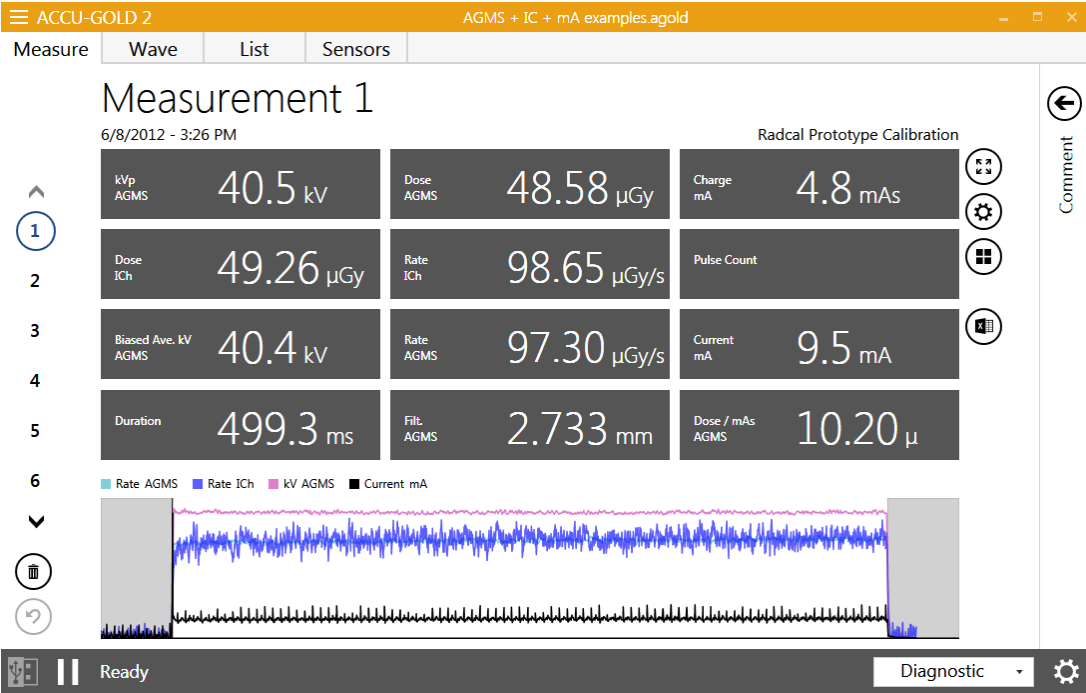 ACCU-GOLD 2
AGMS + IC + mA examples.agold
Measure Wave List Sensors
Measurement 1
6/8/2012 - 3:26 PM
Radcal Prototype Calibration
kVp
AGMS
40.5 kV
Dose
AGMS
48.58 µGy
Charge
mA
4.8 mAs
Dose
ICh
49.26 µGy
Rate
ICh
98.65 µGy/s
Pulse Count
Biased Ave. kV
AGMS
40.4 kV
Rate
AGMS
97.30 µGy/s
Current
mA
9.5 mA
Duration
499.3 ms
Filt.
AGMS
2.733 mm
Dose / mAs
AGMS
10.20 µ
Rate AGMS Rate ICh kV AGMS Current mA
1
2
3
4
5
6
Comment
Ready
Diagnostic